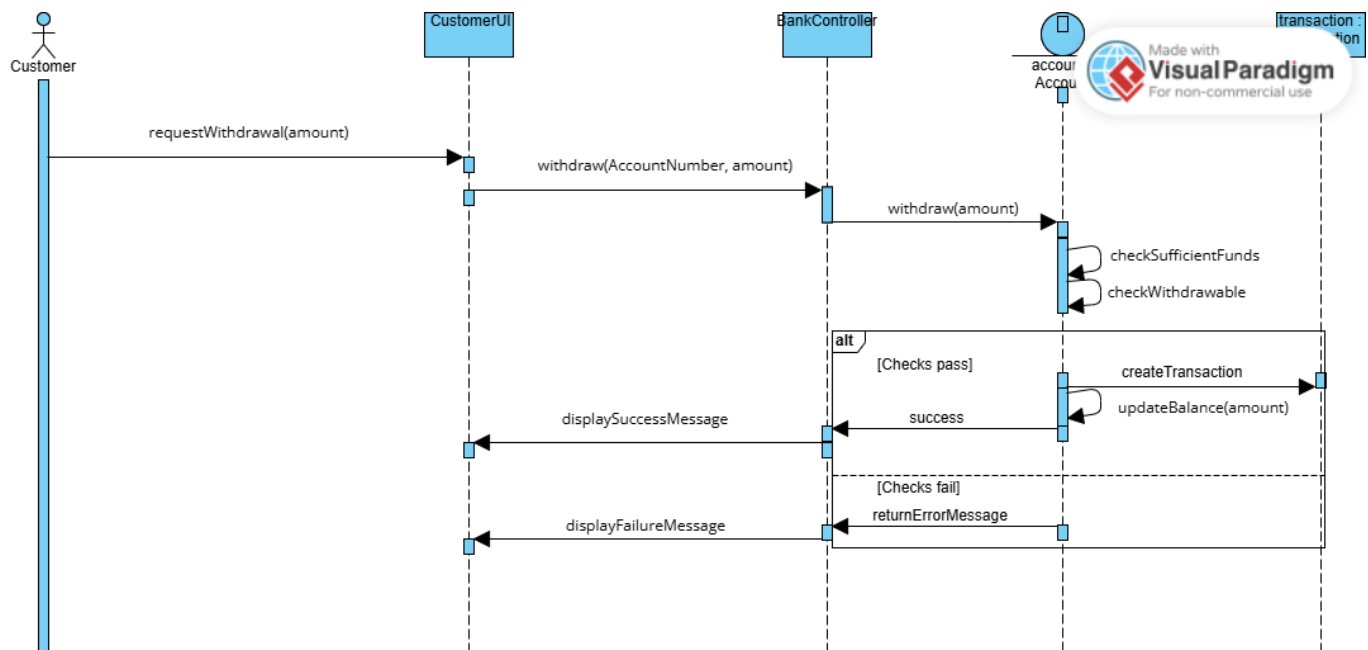 CustomerUI
BankController
transaction :
Customer
Made with
Visual Paradigm
For non-commercial use
requestWithdrawal(amount)
withdraw(AccountNumber, amount)
withdraw(amount)
checkSufficientFunds
checkWithdrawable
alt
[Checks pass]
createTransaction
updateBalance(amount)
success
displaySuccessMessage
[Checks fail]
returnErrorMessage
displayFailureMessage